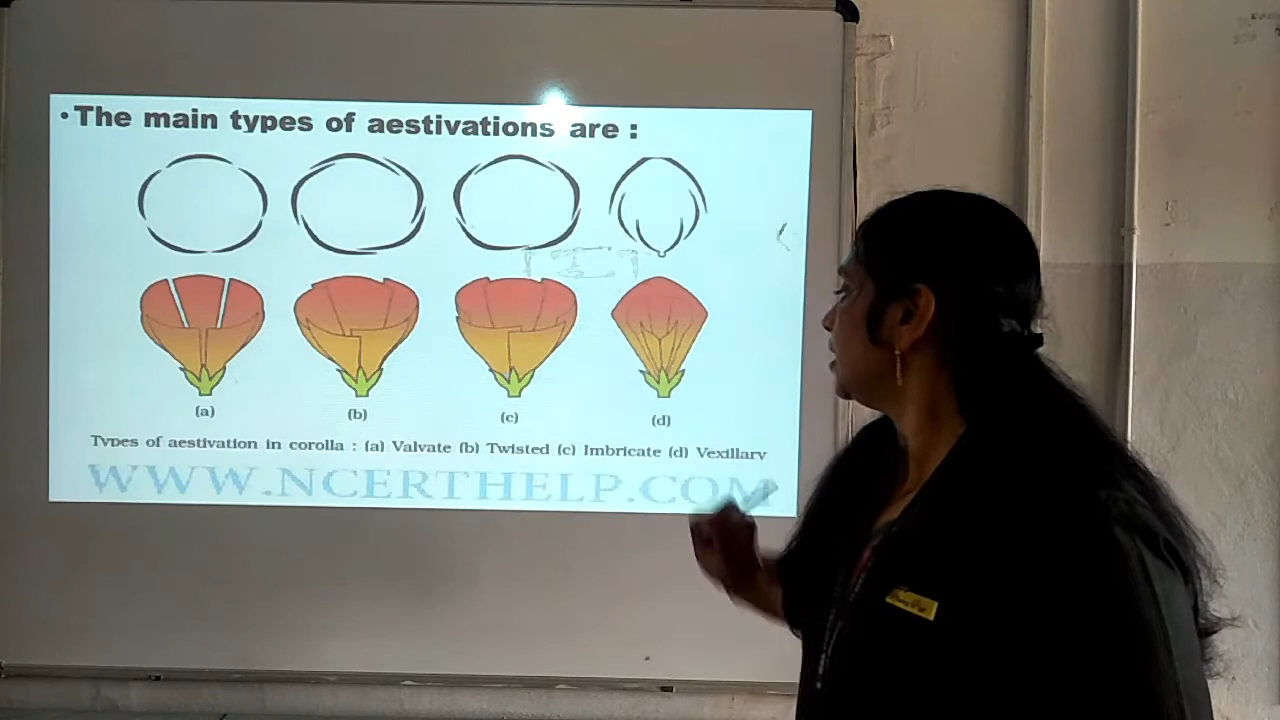 • The main types of aestivations are :
(a) (b) (c) (d)
Types of aestivation in corolla : (a) Valvate (b) Twisted (c) Imbricate (d) Vexillary
WWW.NCERTHELP.COM